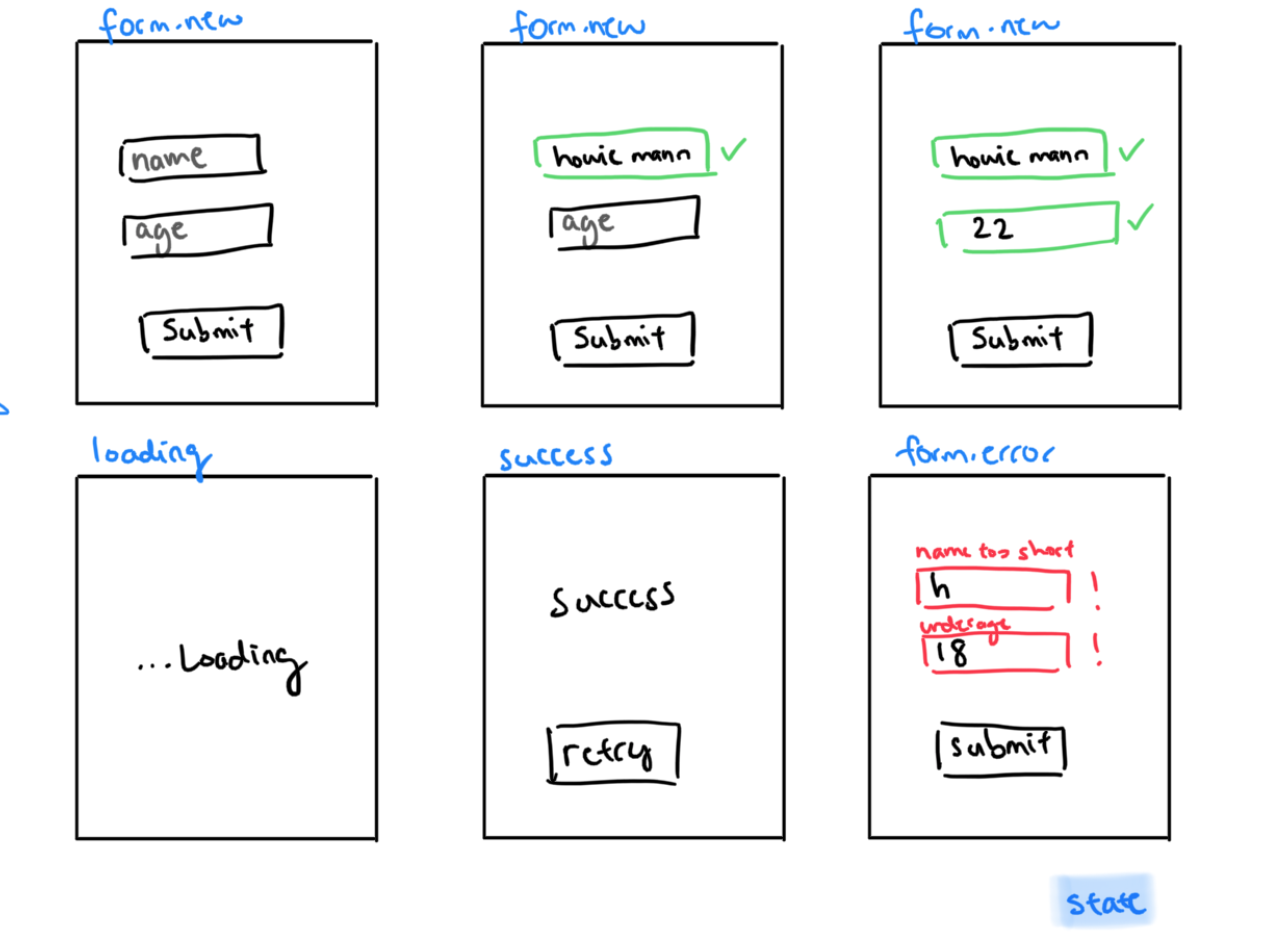 form.new
name
age
Submit
form.new
howie mann ✓
age
Submit
form.new
howie mann ✓
22 ✓
Submit
loading
...Loading
success
success
retry
form.error
name too short
h !
underage
18 !
submit
state